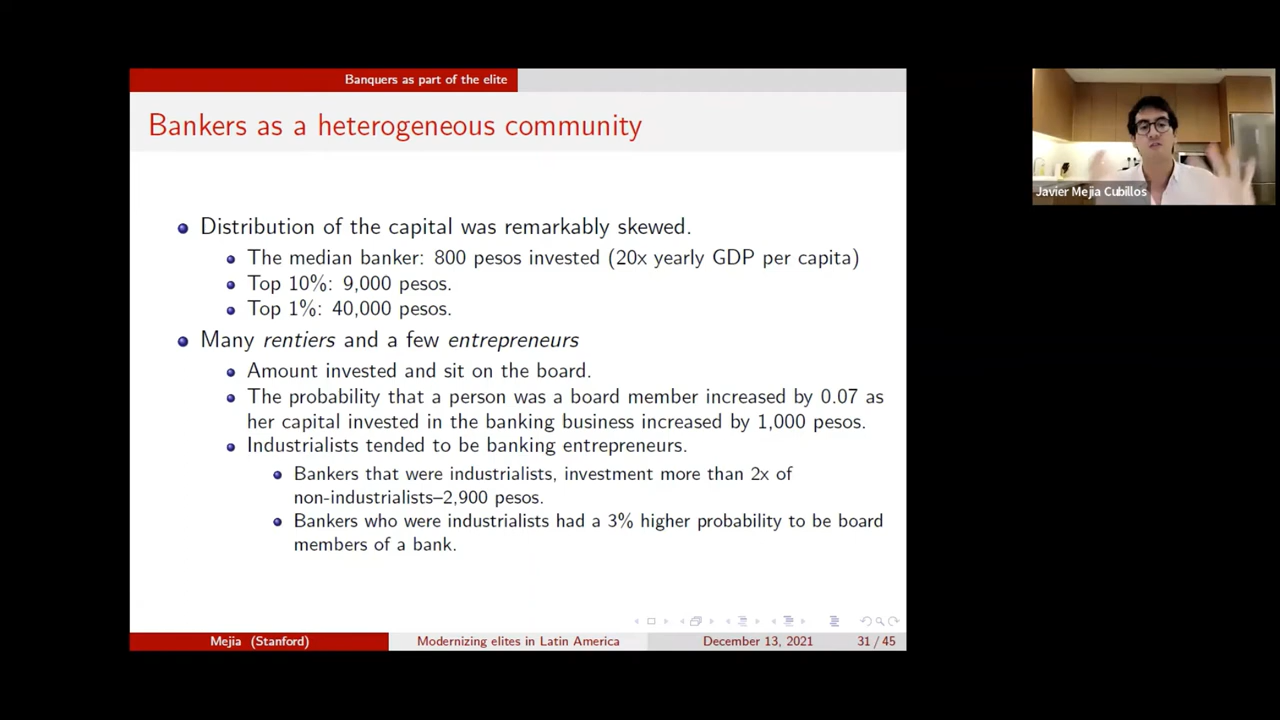 Banquers as part of the elite
Bankers as a heterogeneous community
Distribution of the capital was remarkably skewed.
The median banker: 800 pesos invested (20x yearly GDP per capita)
Top 10%: 9,000 pesos.
Top 1%: 40,000 pesos.
Many rentiers and a few entrepreneurs
Amount invested and sit on the board.
The probability that a person was a board member increased by 0.07 as
her capital invested in the banking business increased by 1,000 pesos.
Industrialists tended to be banking entrepreneurs.
Bankers that were industrialists, investment more than 2x of
non-industrialists–2,900 pesos.
Bankers who were industrialists had a 3% higher probability to be board
members of a bank.
Mejia (Stanford)
Modernizing elites in Latin America
December 13, 2021
31 / 45
Javier Mejia Cubillos